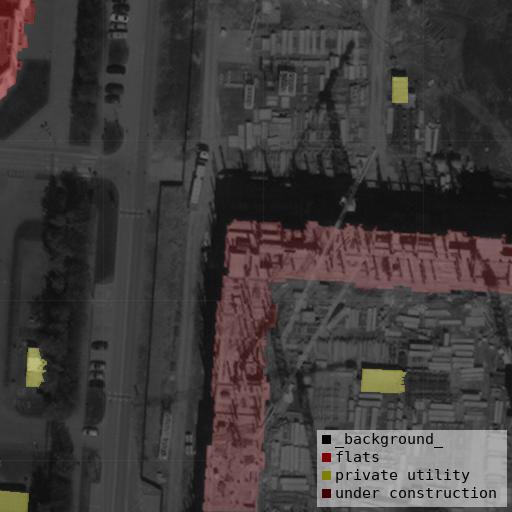 _background_
flats
private utility
under construction